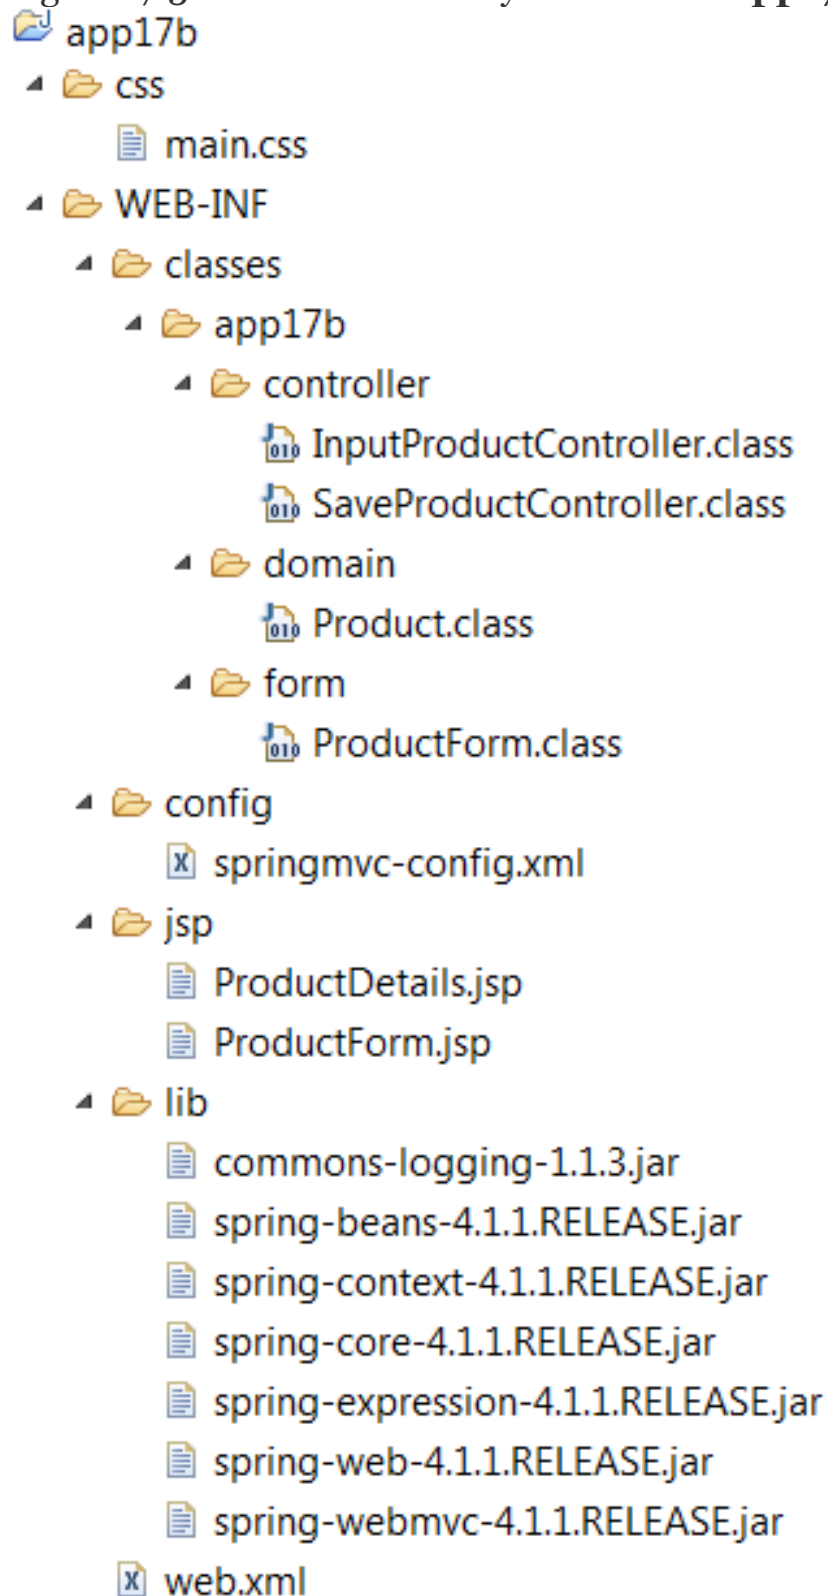 app17b
css
main.css
WEB-INF
classes
app17b
controller
InputProductController.class
SaveProductController.class
domain
Product.class
form
ProductForm.class
config
springmvc-config.xml
jsp
ProductDetails.jsp
ProductForm.jsp
lib
commons-logging-1.1.3.jar
spring-beans-4.1.1.RELEASE.jar
spring-context-4.1.1.RELEASE.jar
spring-core-4.1.1.RELEASE.jar
spring-expression-4.1.1.RELEASE.jar
spring-web-4.1.1.RELEASE.jar
spring-webmvc-4.1.1.RELEASE.jar
web.xml